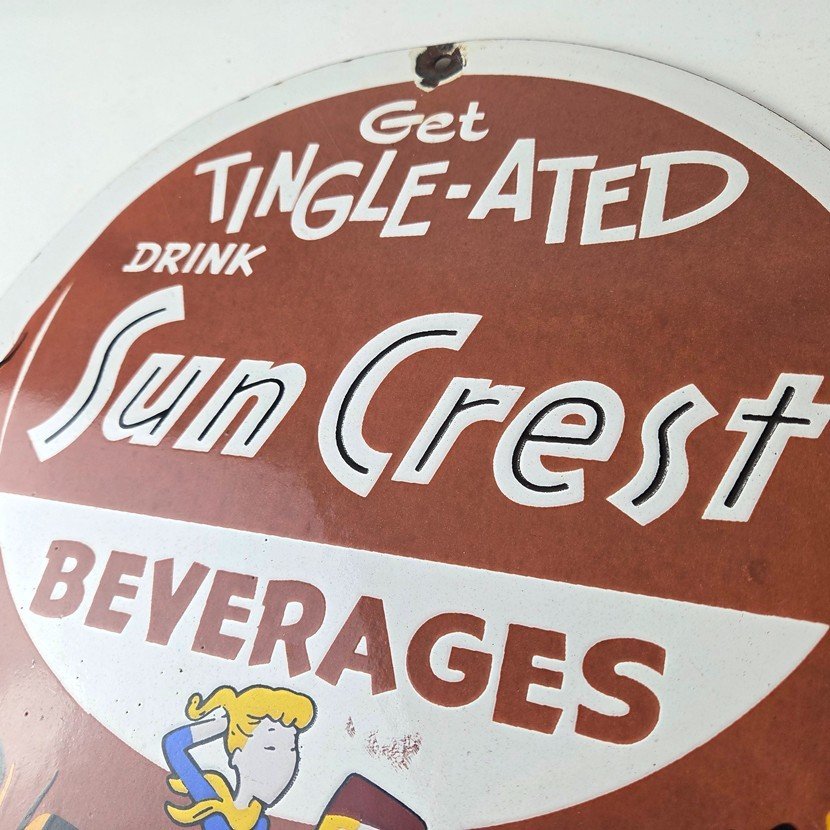 Get
TINGLE-ATED
DRINK
Sun Crest
BEVERAGES